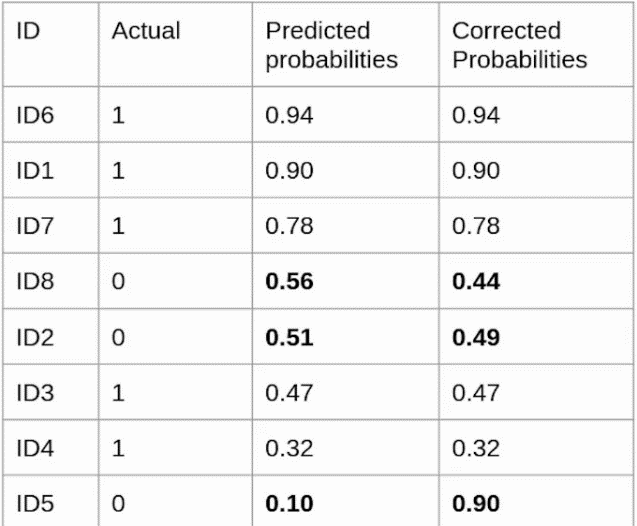 ID Actual Predicted probabilities Corrected Probabilities
ID6 1 0.94 0.94
ID1 1 0.90 0.90
ID7 1 0.78 0.78
ID8 0 0.56 0.44
ID2 0 0.51 0.49
ID3 1 0.47 0.47
ID4 1 0.32 0.32
ID5 0 0.10 0.90